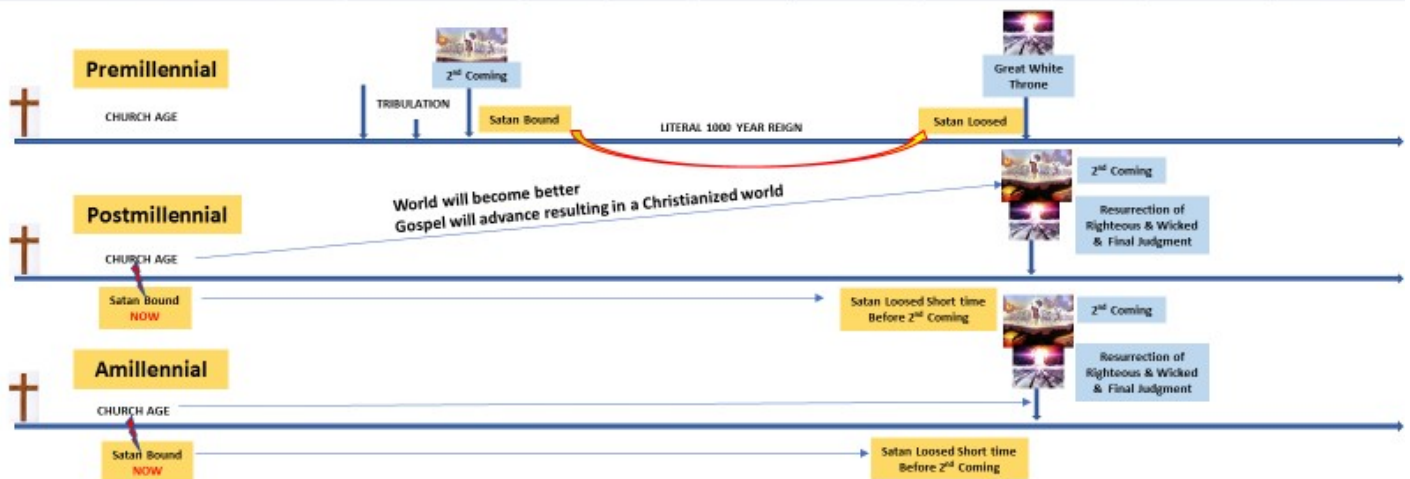 Premillennial
CHURCH AGE
TRIBULATION
2nd Coming
Satan Bound
LITERAL 1000 YEAR REIGN
Satan Loosed
Great White
Throne
Postmillennial
CHURCH AGE
World will become better
Gospel will advance resulting in a Christianized world
2nd Coming
Resurrection of
Righteous & Wicked
& Final Judgment
Satan Bound
NOW
Satan Loosed Short time
Before 2nd Coming
Amillennial
CHURCH AGE
2nd Coming
Resurrection of
Righteous & Wicked
& Final Judgment
Satan Bound
NOW
Satan Loosed Short time
Before 2nd Coming